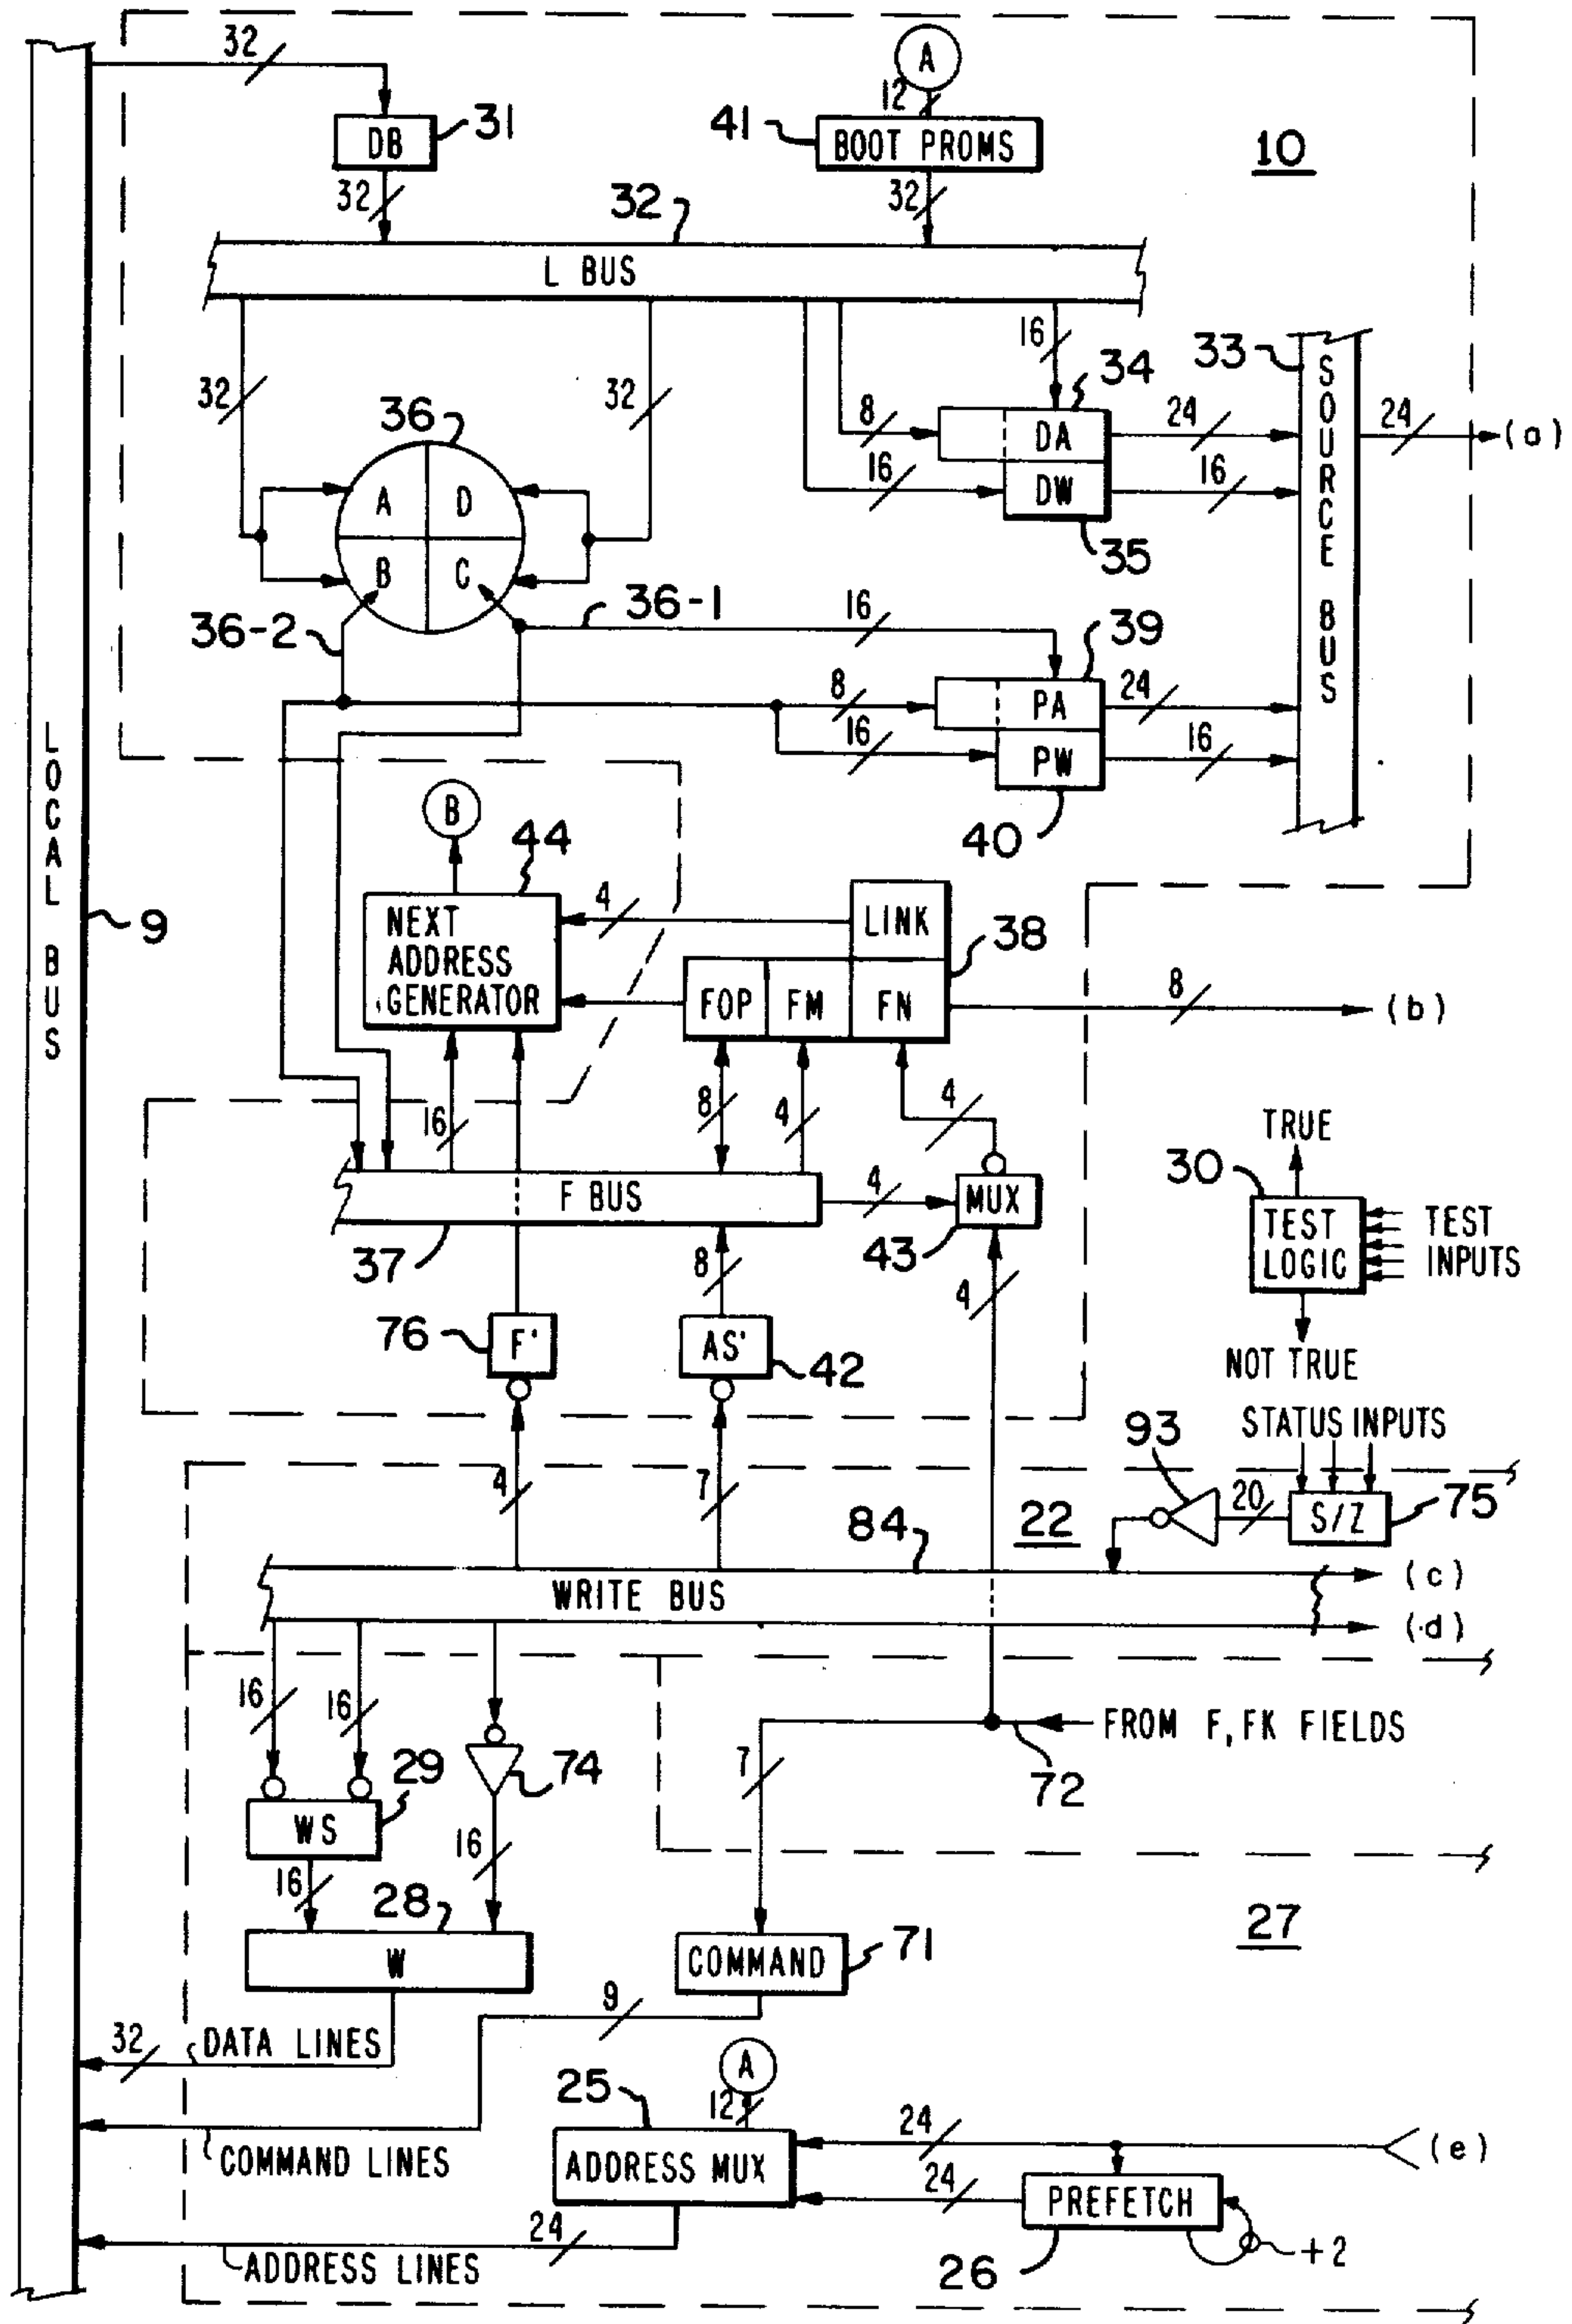 32
A
12
DB
31
41
BOOT PROMS
10
32
32
32
L BUS
16
34
33
32
32
36
8
DA
24
SOURCE BUS
24
(a)
A
D
16
DW
16
35
B
C
36-2
36-1
16
39
8
PA
24
16
PW
16
40
LOCAL BUS
9
B
44
4
LINK
38
NEXT
ADDRESS
GENERATOR
FOP
FM
FN
8
(b)
16
8
4
4
TRUE
30
F BUS
4
MUX
TEST
LOGIC
TEST
INPUTS
37
43
8
4
76
F'
AS'
42
NOT TRUE
STATUS INPUTS
93
4
7
84
22
20
S/Z
75
WRITE BUS
(c)
(d)
16
16
FROM F, FK FIELDS
29
74
7
72
WS
16
16
28
27
W
COMMAND
71
9
32
DATA LINES
A
25
12
24
(e)
COMMAND LINES
ADDRESS MUX
24
PREFETCH
24
ADDRESS LINES
26
+2